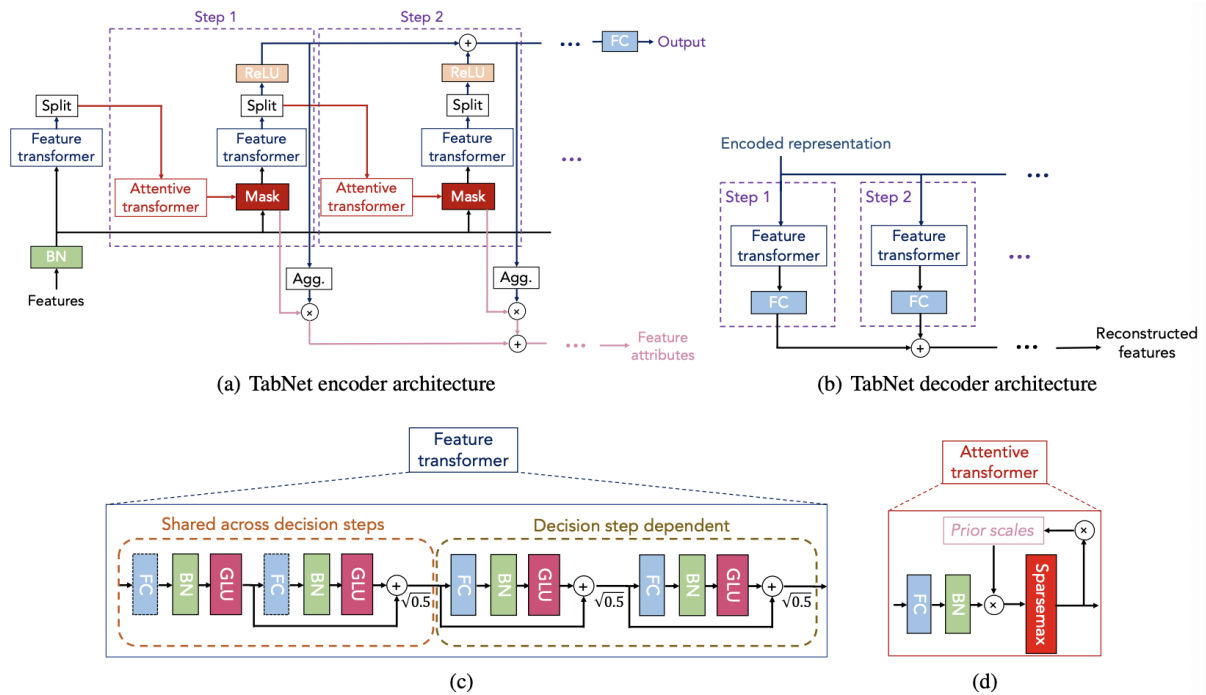 Step 1
Step 2
FC
Output
ReLU
ReLU
Split
Split
Split
Feature
transformer
Feature
transformer
Feature
transformer
Attentive
transformer
Mask
Attentive
transformer
Mask
BN
Features
Agg.
Agg.
Feature
attributes
(a) TabNet encoder architecture
Encoded representation
Step 1
Step 2
Feature
transformer
Feature
transformer
FC
FC
Reconstructed
features
(b) TabNet decoder architecture
Feature
transformer
Shared across decision steps
Decision step dependent
FC
BN
GLU
FC
BN
GLU
√0.5
FC
BN
GLU
√0.5
FC
BN
GLU
√0.5
(c)
Attentive
transformer
Prior scales
FC
BN
Sparsemax
(d)